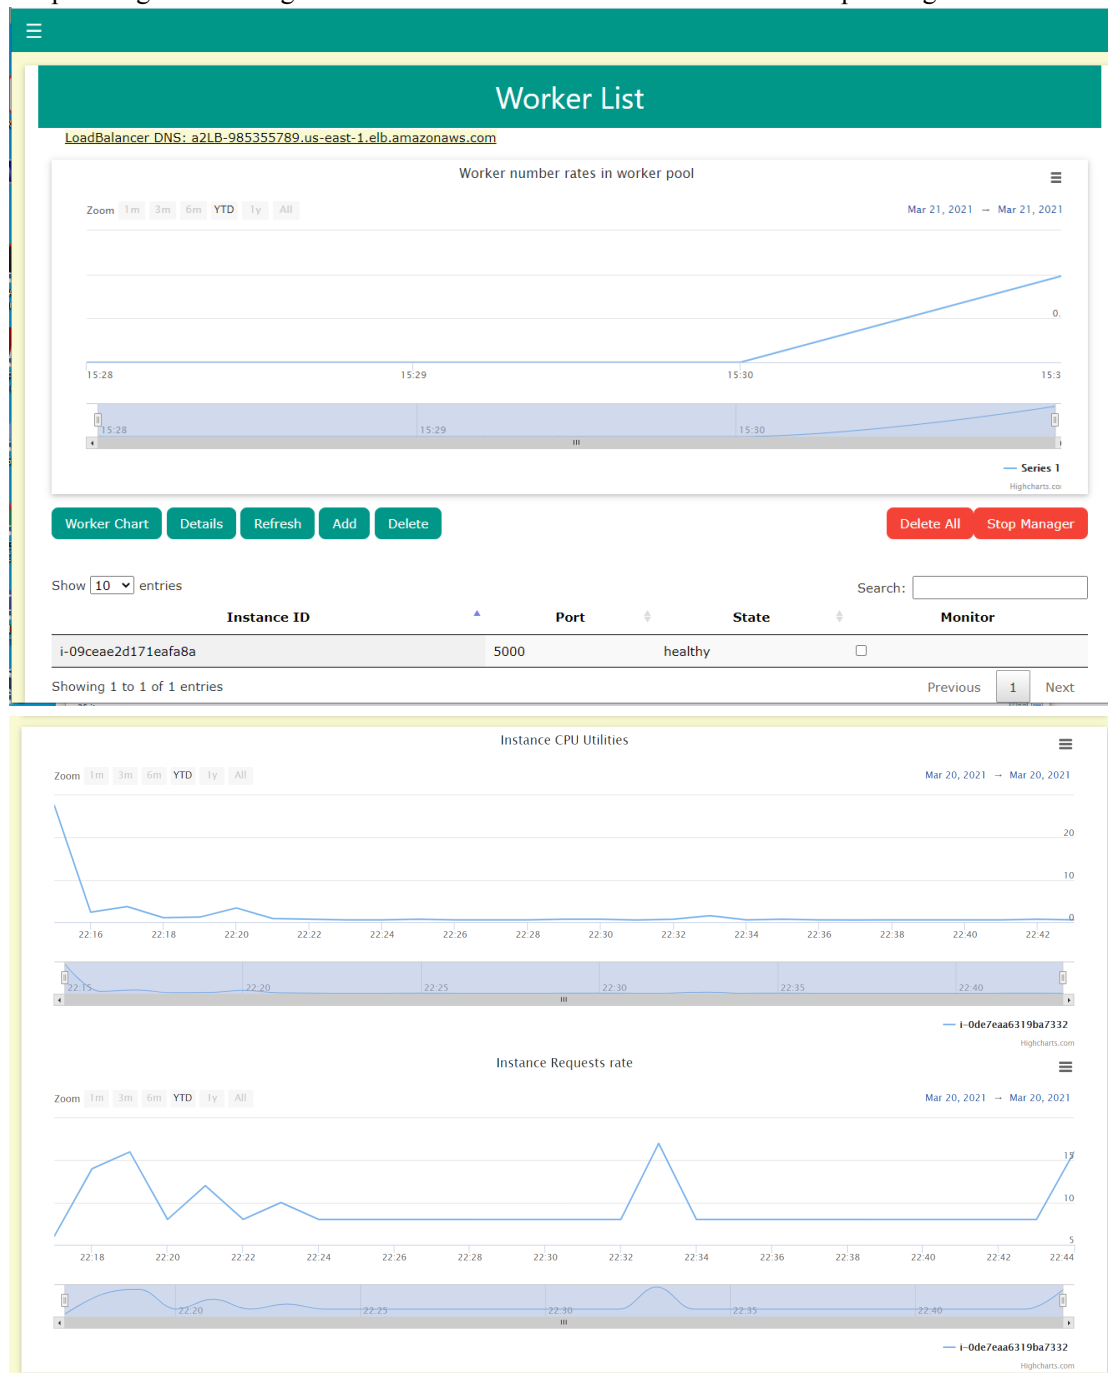 ☰
Worker List
LoadBalancer DNS: a2LB-985355789.us-east-1.elb.amazonaws.com
Worker number rates in worker pool
Zoom 1m 3m 6m YTD 1y All Mar 21, 2021 → Mar 21, 2021
0.
15:28 15:29 15:30 15:3
15:28 15:29 15:30
Series 1
Highcharts.co
Worker Chart Details Refresh Add Delete Delete All Stop Manager
Show 10 entries Search:
Instance ID Port State Monitor
i-09ceae2d171eafa8a 5000 healthy
Showing 1 to 1 of 1 entries Previous 1 Next
Instance CPU Utilities
Zoom 1m 3m 6m YTD 1y All Mar 20, 2021 → Mar 20, 2021
20
10
0
22:16 22:18 22:20 22:22 22:24 22:26 22:28 22:30 22:32 22:34 22:36 22:38 22:40 22:42
22:15 22:20 22:25 22:30 22:35 22:40
i-0de7eaa6319ba7332
Highcharts.com
Instance Requests rate
Zoom 1m 3m 6m YTD 1y All Mar 20, 2021 → Mar 20, 2021
15
10
5
22:18 22:20 22:22 22:24 22:26 22:28 22:30 22:32 22:34 22:36 22:38 22:40 22:42 22:44
22:20 22:25 22:30 22:35 22:40
i-0de7eaa6319ba7332
Highcharts.com